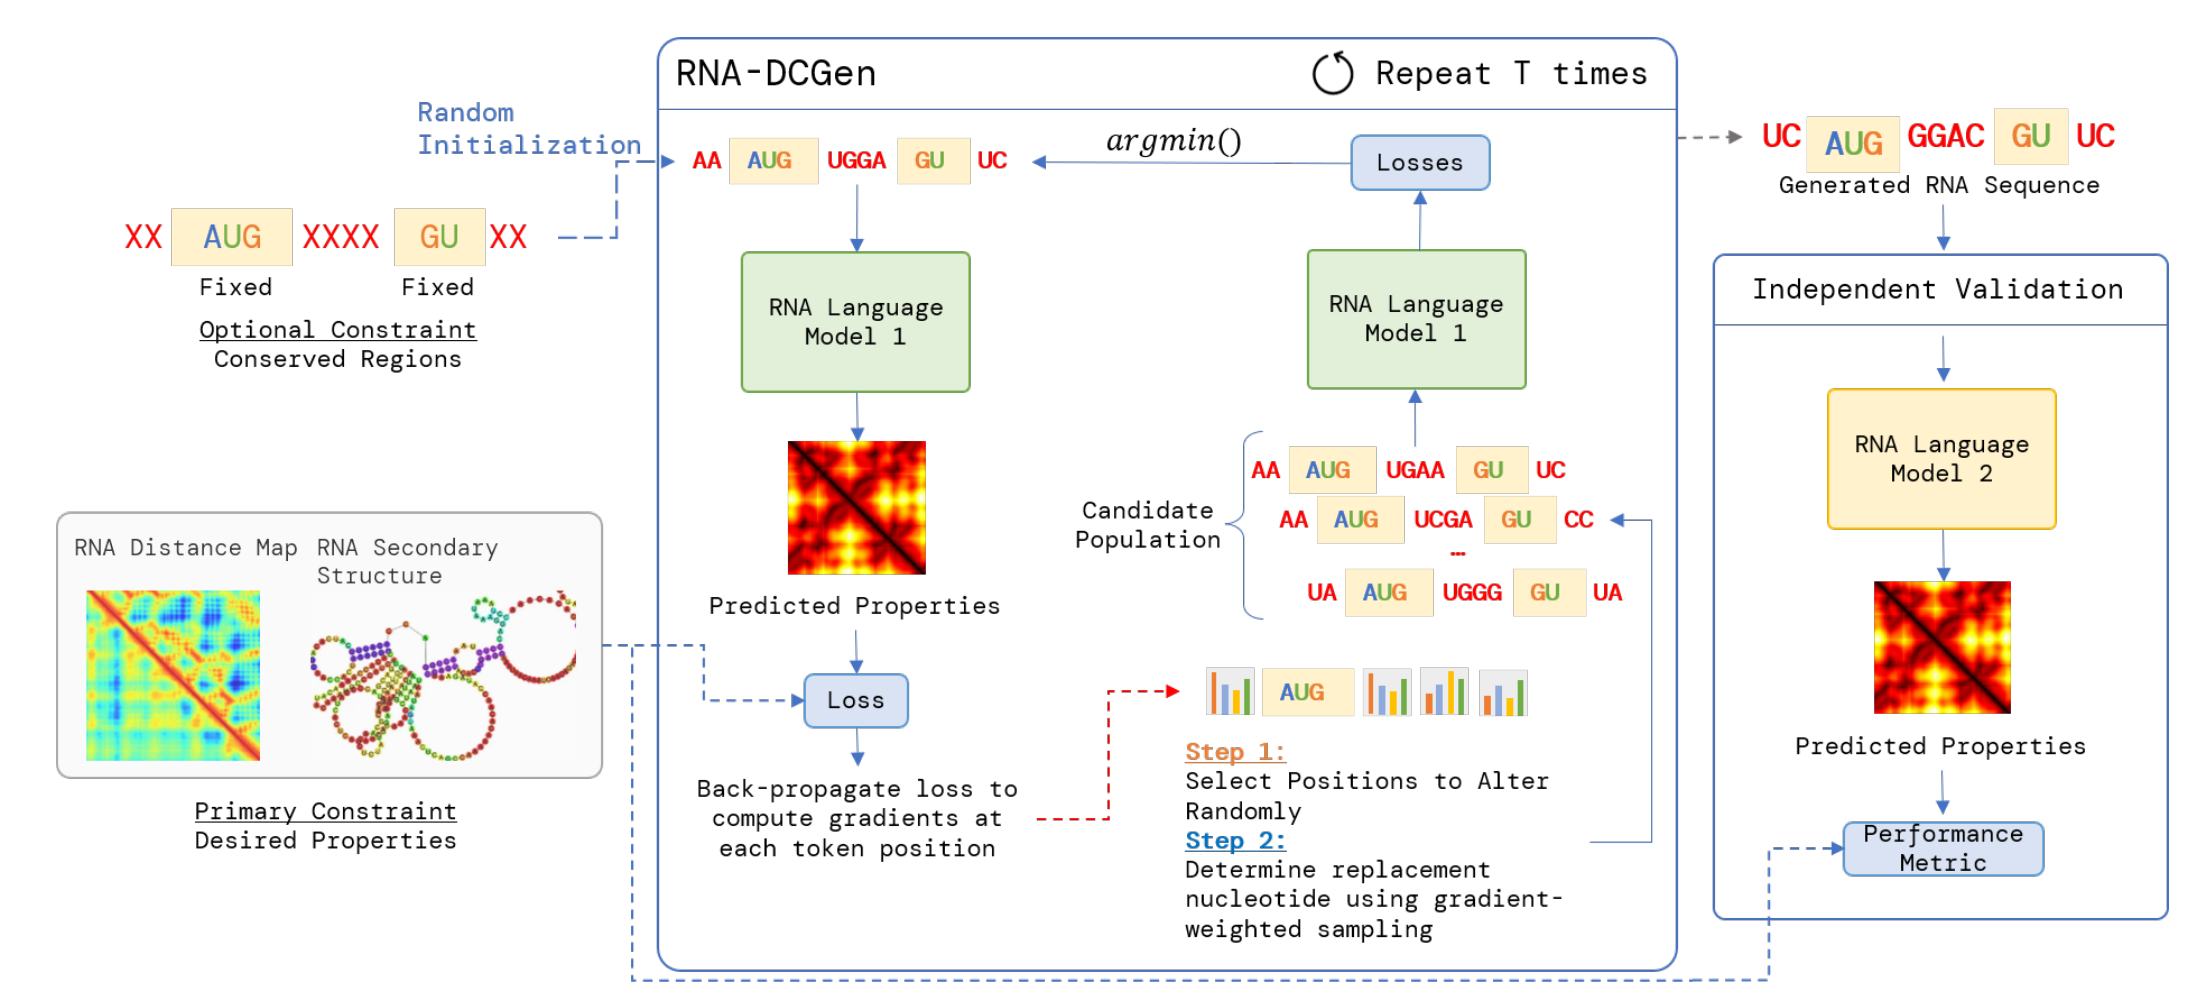 RNA-DCGen
Repeat T times
Random
Initialization
AA AUG UGGA GU UC
argmin()
Losses
UC AUG GGAC GU UC
Generated RNA Sequence
XX AUG XXXX GU XX
Fixed Fixed
Optional Constraint
Conserved Regions
RNA Language
Model 1
RNA Language
Model 1
Independent Validation
RNA Language
Model 2
Candidate
Population
AA AUG UGAA GU UC
AA AUG UCGA GU CC
...
UA AUG UGGG GU UA
RNA Distance Map
RNA Secondary
Structure
Primary Constraint
Desired Properties
Predicted Properties
Loss
Back-propagate loss to
compute gradients at
each token position
AUG
Step 1:
Select Positions to Alter
Randomly
Step 2:
Determine replacement
nucleotide using gradient-
weighted sampling
Predicted Properties
Performance
Metric